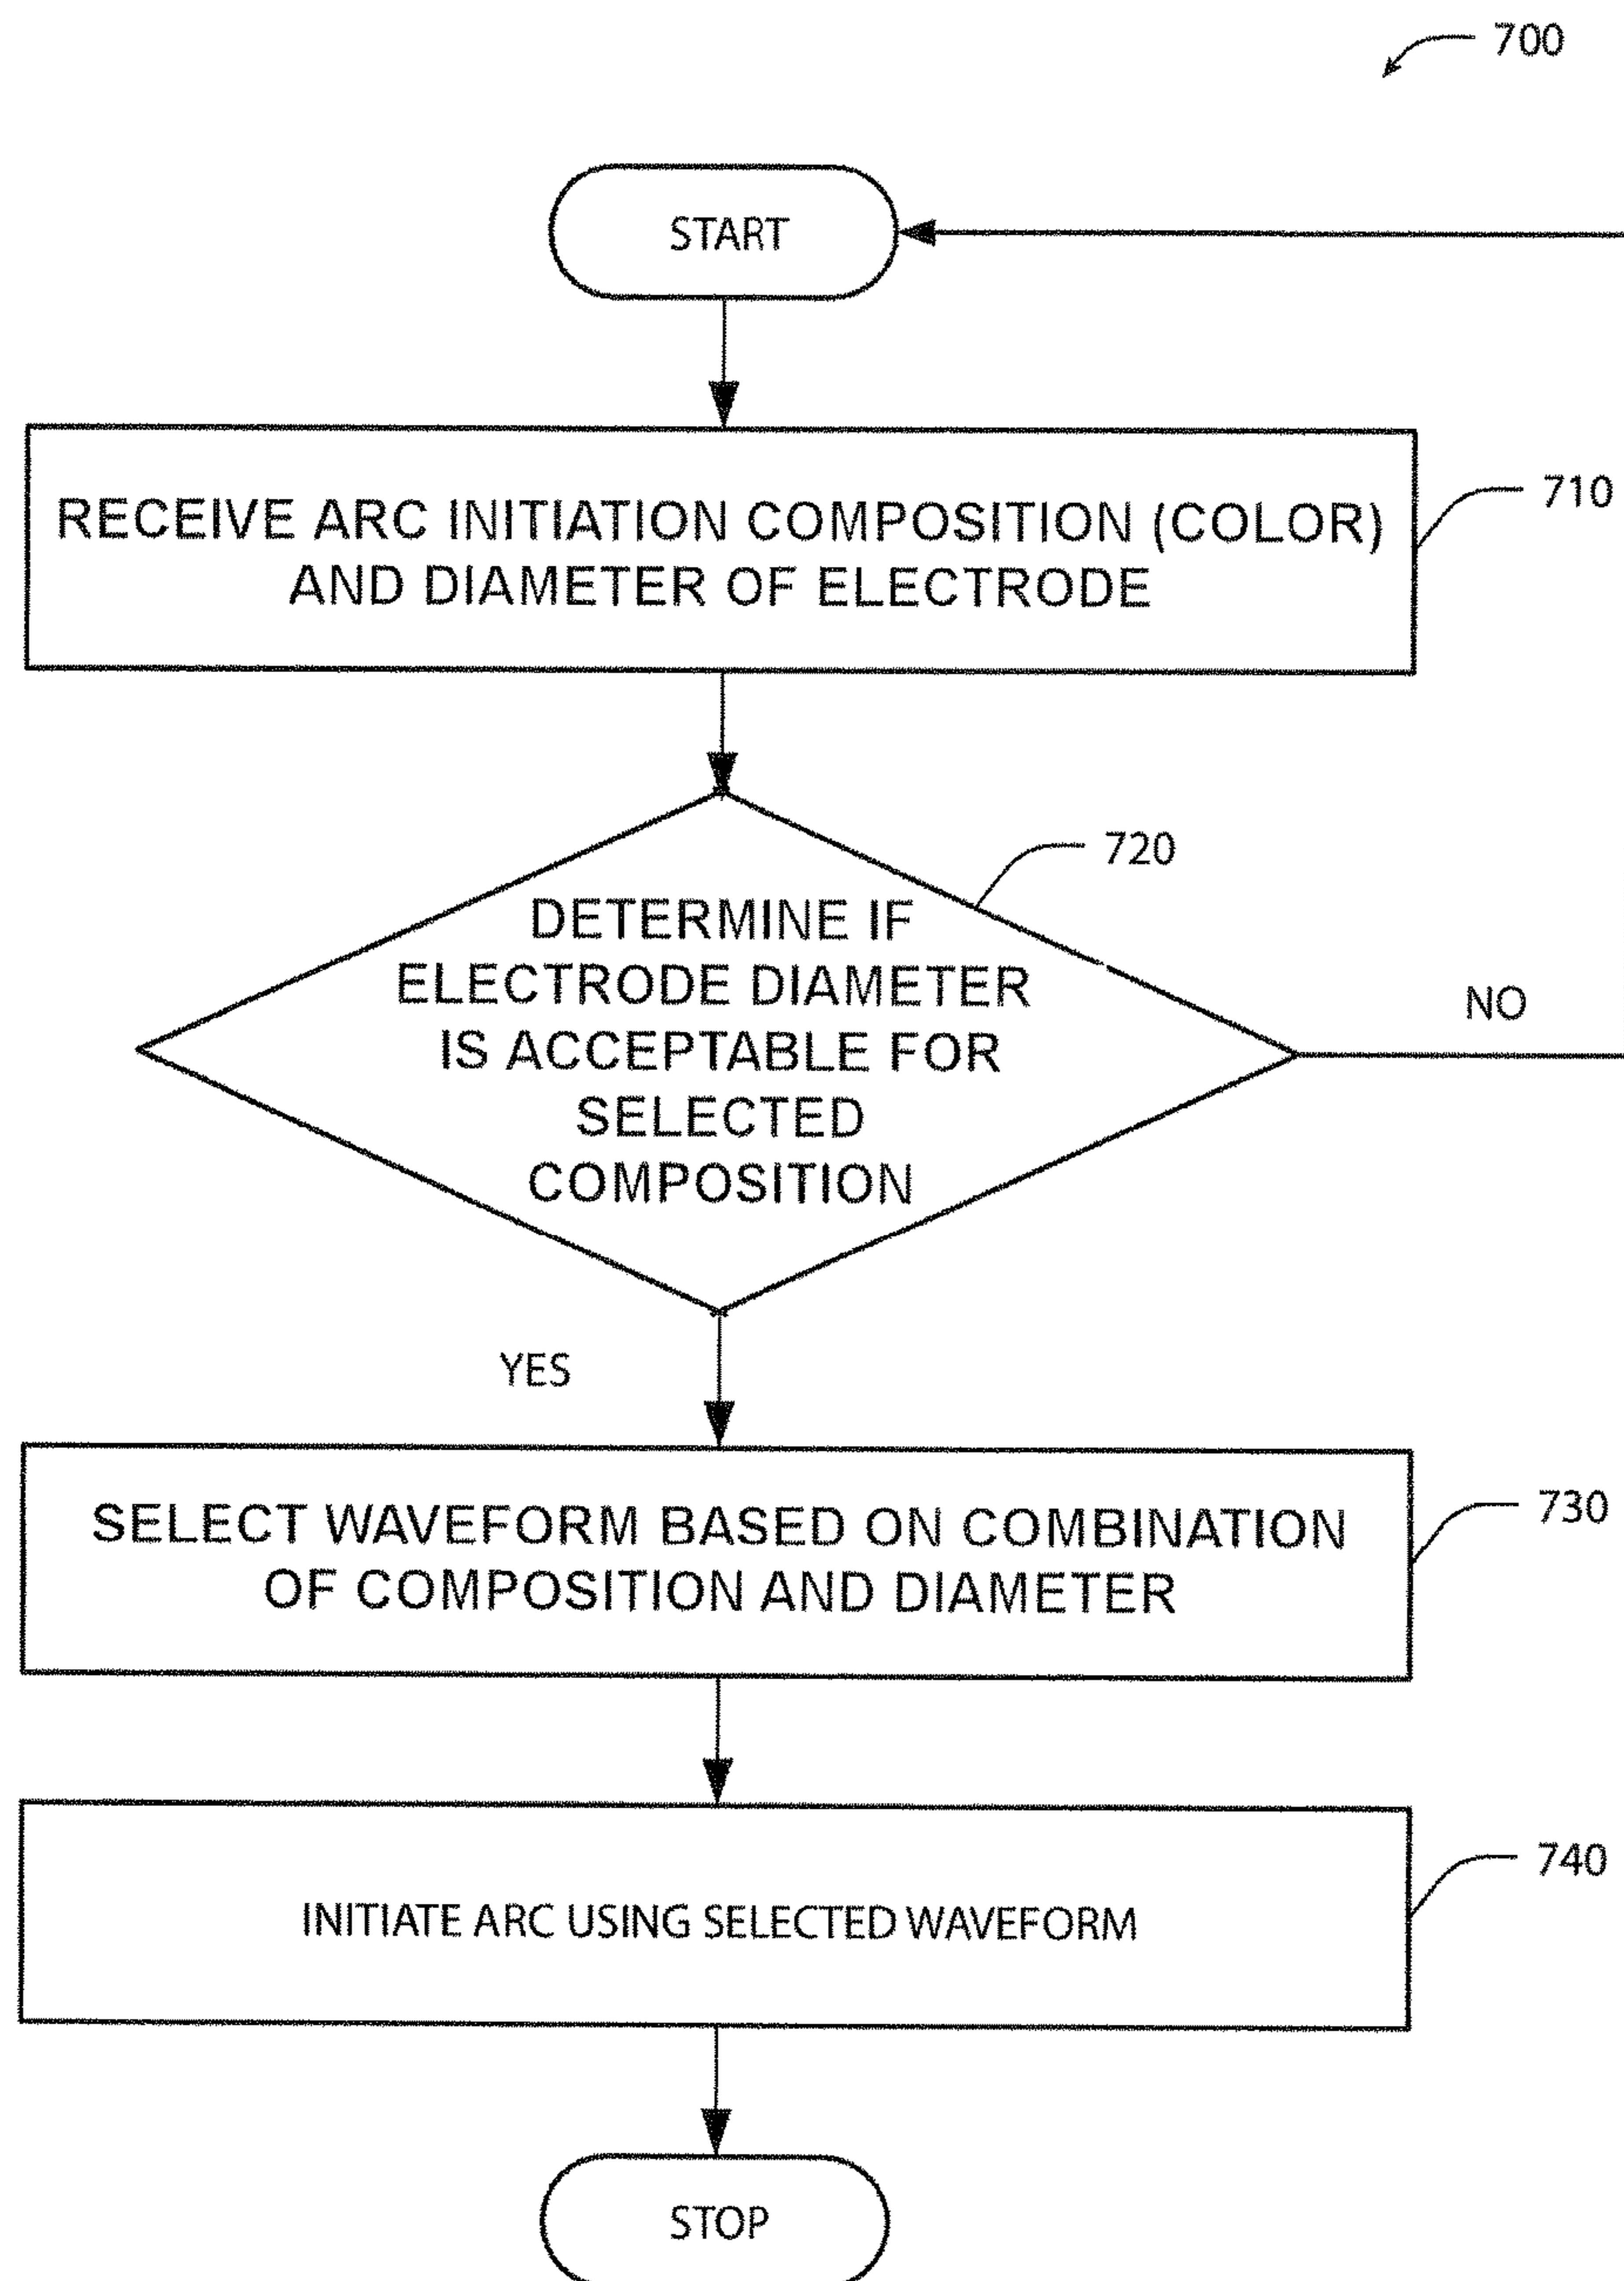 700
START
RECEIVE ARC INITIATION COMPOSITION (COLOR)
AND DIAMETER OF ELECTRODE
710
720
DETERMINE IF
ELECTRODE DIAMETER
IS ACCEPTABLE FOR
SELECTED
COMPOSITION
NO
YES
SELECT WAVEFORM BASED ON COMBINATION
OF COMPOSITION AND DIAMETER
730
INITIATE ARC USING SELECTED WAVEFORM
740
STOP